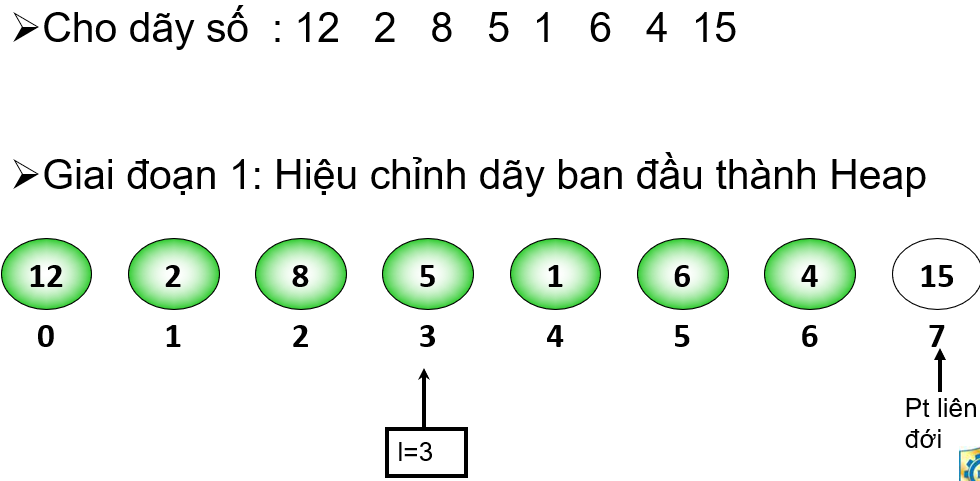 ➢Cho dãy số : 12 2 8 5 1 6 4 15
➢Giai đoạn 1: Hiệu chỉnh dãy ban đầu thành Heap
12 2 8 5 1 6 4 15
0 1 2 3 4 5 6 7
Pt liên
đới
l=3